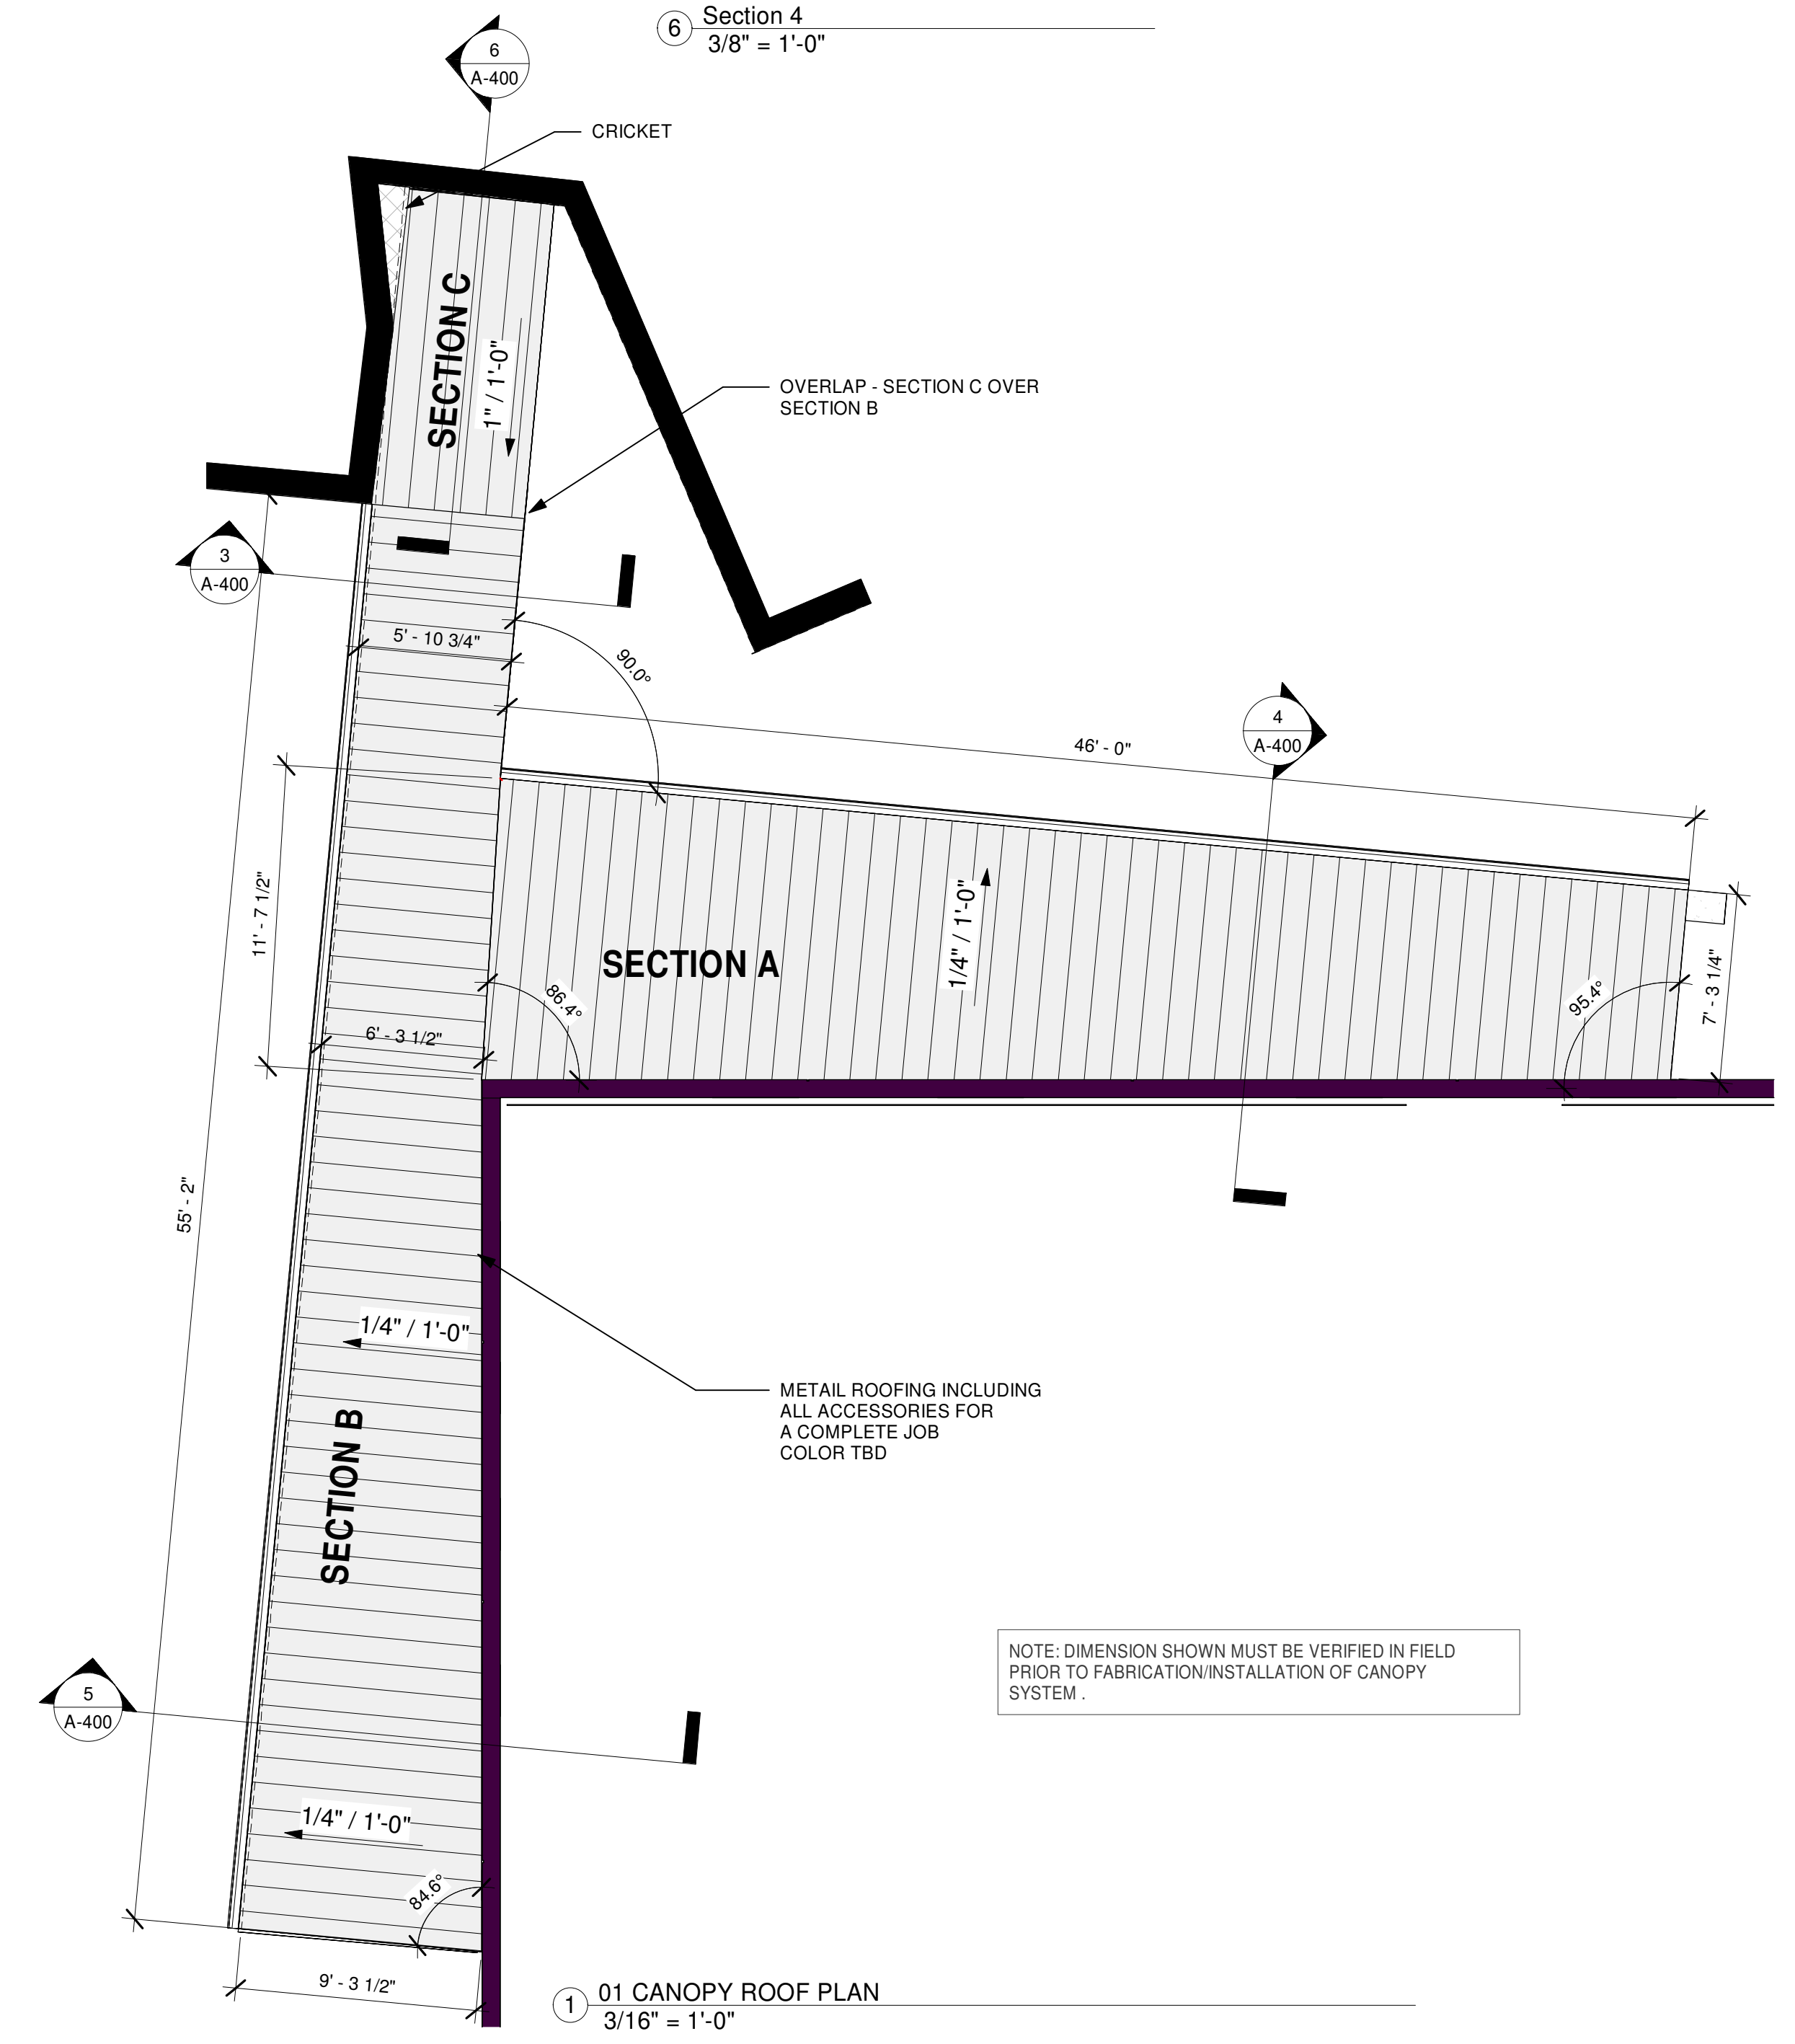 6 Section 4
3/8" = 1'-0"
6
A-400
CRICKET
SECTION C
1" / 1'-0"
OVERLAP - SECTION C OVER
SECTION B
3
A-400
5' - 10 3/4"
90.0°
46' - 0"
4
A-400
11' - 7 1/2"
SECTION A
1/4" / 1'-0"
86.4°
95.4°
7' - 3 1/4"
6' - 3 1/2"
55' - 2"
1/4" / 1'-0"
METAIL ROOFING INCLUDING
ALL ACCESSORIES FOR
A COMPLETE JOB
COLOR TBD
SECTION B
NOTE: DIMENSION SHOWN MUST BE VERIFIED IN FIELD
PRIOR TO FABRICATION/INSTALLATION OF CANOPY
SYSTEM .
5
A-400
1/4" / 1'-0"
84.6°
9' - 3 1/2"
1 01 CANOPY ROOF PLAN
3/16" = 1'-0"